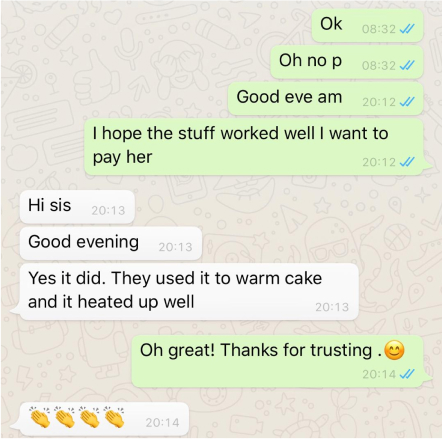 Ok 08:32
Oh no p 08:32
Good eve am 20:12
I hope the stuff worked well I want to
pay her 20:12
Hi sis 20:13
Good evening 20:13
Yes it did. They used it to warm cake
and it heated up well 20:13
Oh great! Thanks for trusting .😊 20:14
👏👏👏👏 20:14